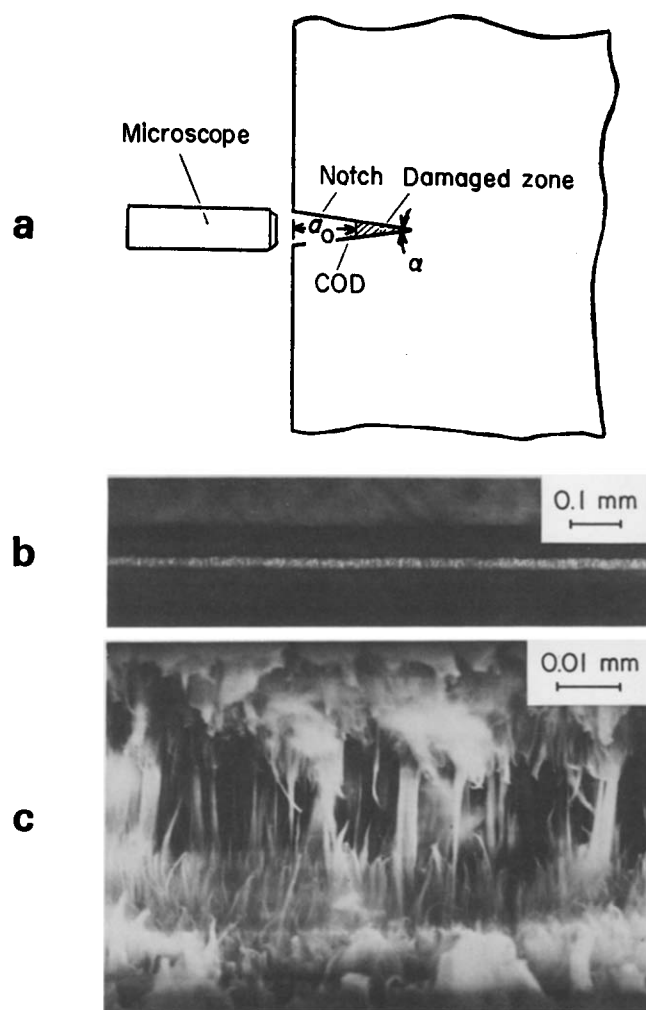 a
Microscope
Notch
Damaged zone
a₀
COD
α
b
0.1 mm
c
0.01 mm